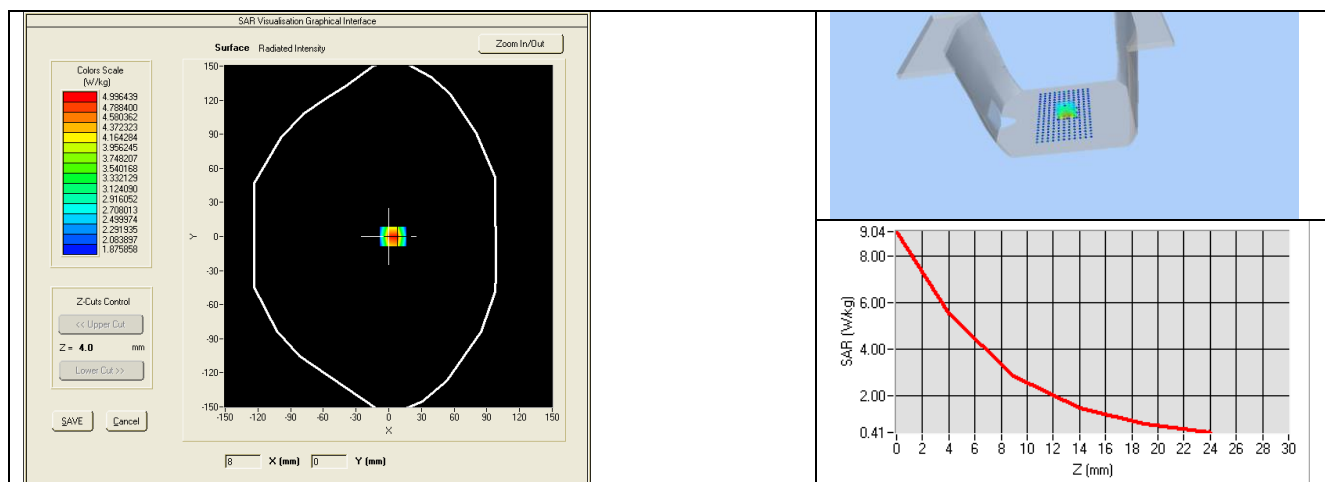 SAR Visualisation Graphical Interface
Surface Radiated Intensity
Zoom In/Out
Colors Scale
(W/kg)
4.996439
4.788400
4.580362
4.372323
4.164284
3.956245
3.748207
3.540168
3.332129
3.124090
2.916052
2.708013
2.499974
2.291935
2.083897
1.875858
Z-Cuts Control
<< Upper Cut
Z = 4.0 mm
Lower Cut >>
SAVE Cancel
150
120
90
60
30
0
-30
-60
-90
-120
-150
Y
-150 -120 -90 -60 -30 0 30 60 90 120 150
X
8 X (mm) 0 Y (mm)
9.04
8.00
6.00
4.00
2.00
0.41
SAR (W/kg)
0 2 4 6 8 10 12 14 16 18 20 22 24 26 28 30
Z (mm)